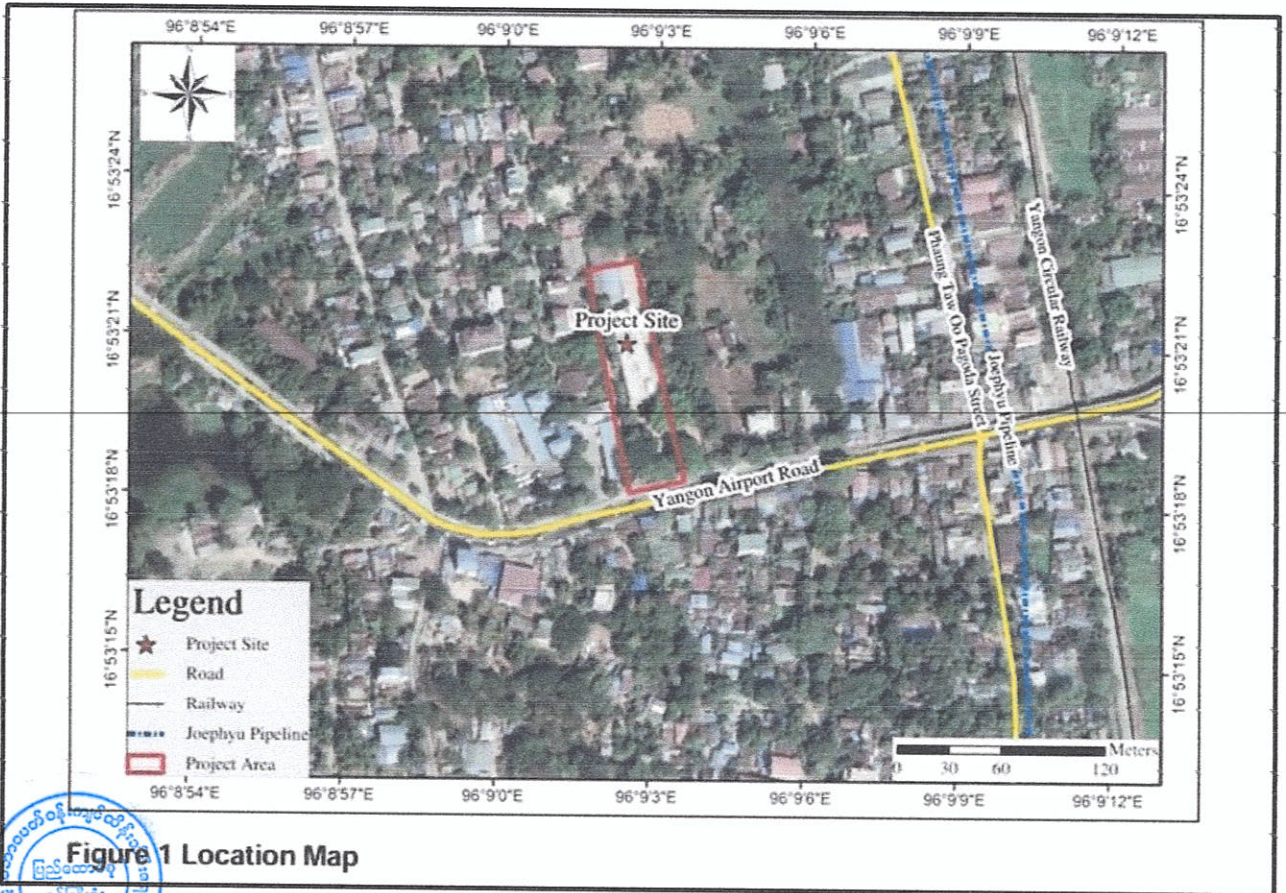 96°8'54"E 96°8'57"E 96°9'0"E 96°9'3"E 96°9'6"E 96°9'9"E 96°9'12"E
16°53'24"N
16°53'21"N
16°53'18"N
16°53'15"N
16°53'24"N
16°53'21"N
16°53'18"N
16°53'15"N
Project Site
Phaung Taw Oo Pagoda Street
Joephyu Pipeline
Yangon Circular Railway
Yangon Airport Road
Legend
Project Site
Road
Railway
Joephyu Pipeline
Project Area
Meters
0 30 60 120
96°8'54"E 96°8'57"E 96°9'0"E 96°9'3"E 96°9'6"E 96°9'9"E 96°9'12"E
Figure 1 Location Map